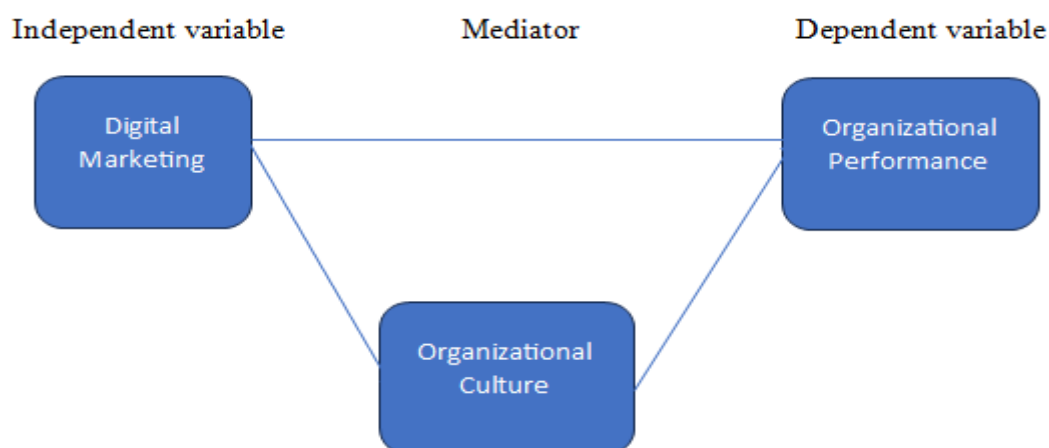 Independent variable
Mediator
Dependent variable
Digital
Marketing
Organizational
Performance
Organizational
Culture